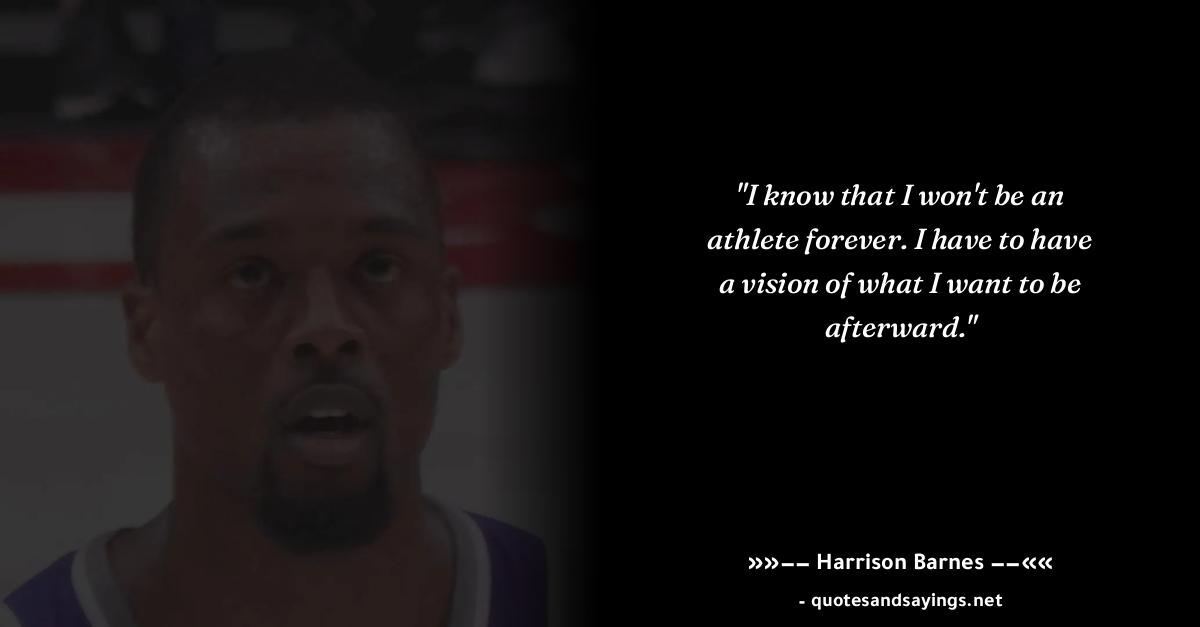 "I know that I won't be an
athlete forever. I have to have
a vision of what I want to be
afterward."
»»−− Harrison Barnes −−««
- quotesandsayings.net